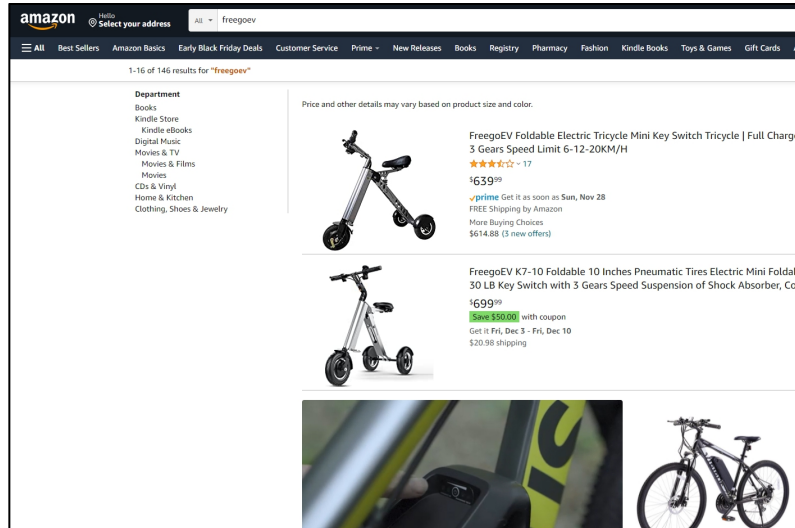 amazon
Hello
Select your address
All
freegoev
All Best Sellers Amazon Basics Early Black Friday Deals Customer Service Prime New Releases Books Registry Pharmacy Fashion Kindle Books Toys & Games Gift Cards
1-16 of 146 results for "freegoev"
Department
Books
Kindle Store
Kindle eBooks
Digital Music
Movies & TV
Movies & Films
Movies
CDs & Vinyl
Home & Kitchen
Clothing, Shoes & Jewelry
Price and other details may vary based on product size and color.
FreegoEV Foldable Electric Tricycle Mini Key Switch Tricycle | Full Charge
3 Gears Speed Limit 6-12-20KM/H
17
$639.99
prime Get it as soon as Sun, Nov 28
FREE Shipping by Amazon
More Buying Choices
$614.88 (3 new offers)
FreegoEV K7-10 Foldable 10 Inches Pneumatic Tires Electric Mini
30 LB Key Switch with 3 Gears Speed Suspension of Shock Absorber,
$699.99
Save $50.00 with coupon
Get it Fri, Dec 3 - Fri, Dec 10
$20.98 shipping